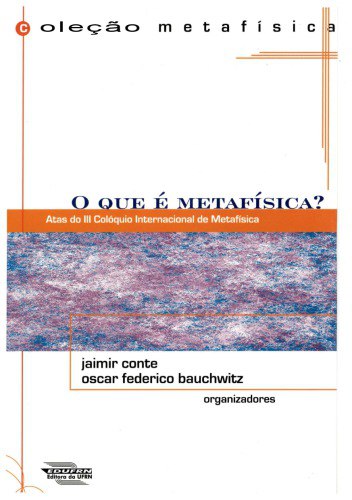 coleção metafísica
O QUE É METAFÍSICA?
Atas do III Colóquio Internacional de Metafísica
jaimir conte
oscar federico bauchwitz
organizadores
EDUFRN
Editora da UFRN